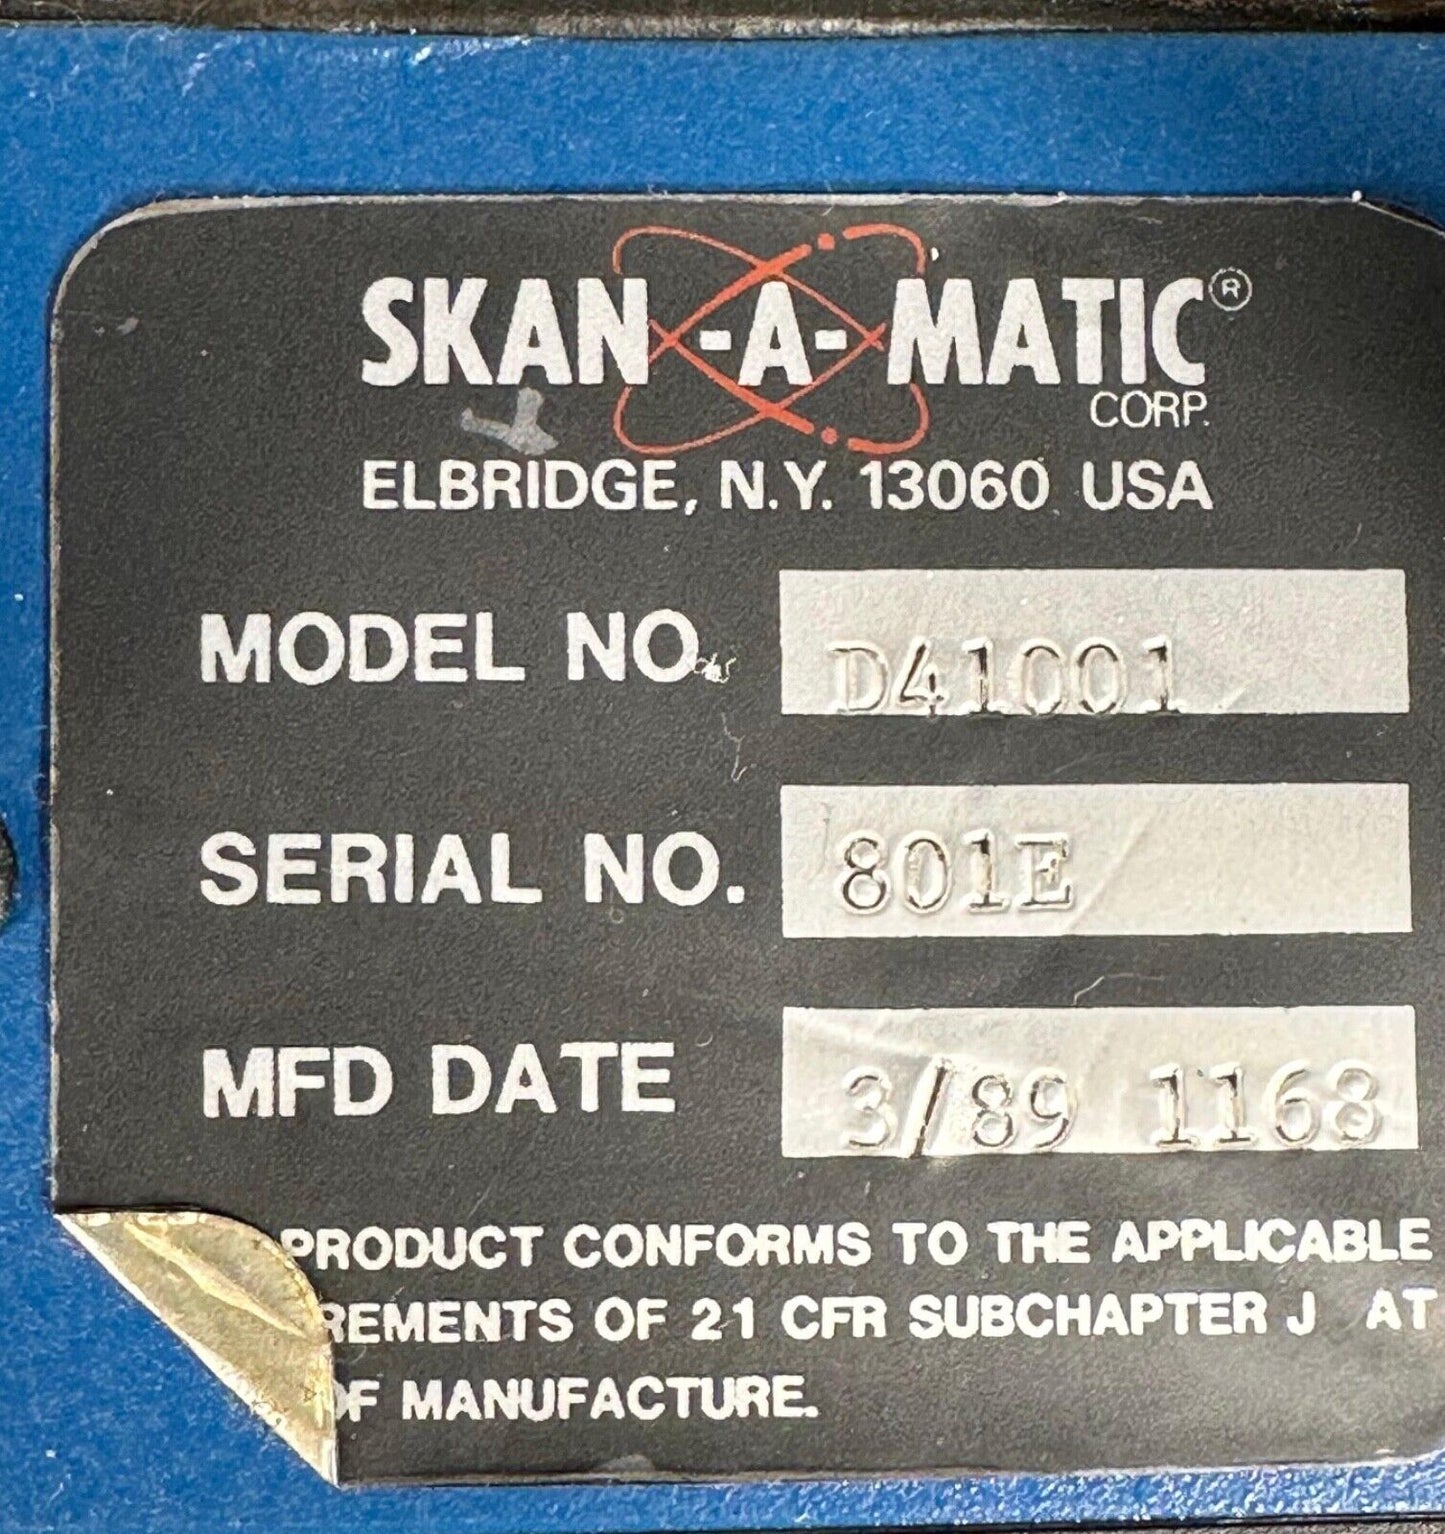 SKAN-A-MATIC®
CORP.
ELBRIDGE, N.Y. 13060 USA
MODEL NO. D41001
SERIAL NO. 801E
MFD DATE 3/89 1168
PRODUCT CONFORMS TO THE APPLICABLE
REMENTS OF 21 CFR SUBCHAPTER J AT
OF MANUFACTURE.